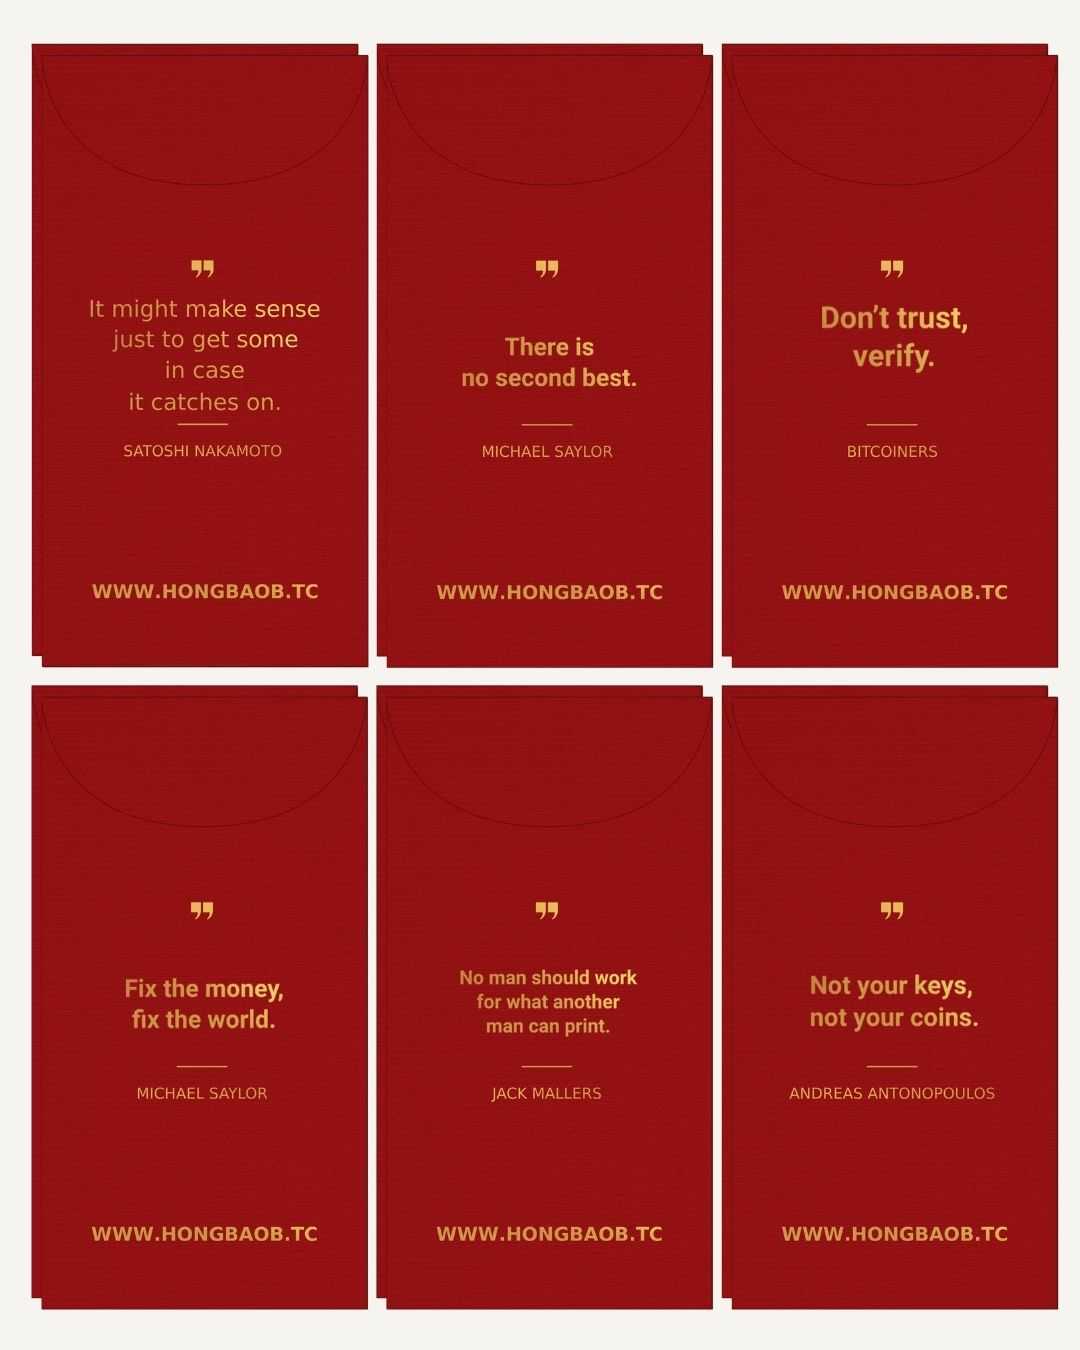 ”
It might make sense
just to get some
in case
it catches on.
SATOSHI NAKAMOTO
WWW.HONGBAOB.TC
”
There is
no second best.
MICHAEL SAYLOR
WWW.HONGBAOB.TC
”
Don’t trust,
verify.
BITCOINERS
WWW.HONGBAOB.TC
”
Fix the money,
fix the world.
MICHAEL SAYLOR
WWW.HONGBAOB.TC
”
No man should work
for what another
man can print.
JACK MALLERS
WWW.HONGBAOB.TC
”
Not your keys,
not your coins.
ANDREAS ANTONOPOULOS
WWW.HONGBAOB.TC